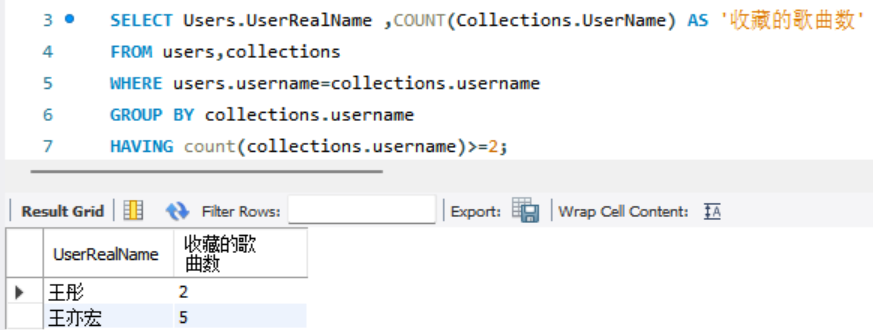 3 SELECT Users.UserRealName ,COUNT(Collections.UserName) AS '收藏的歌曲数'
4 FROM users,collections
5 WHERE users.username=collections.username
6 GROUP BY collections.username
7 HAVING count(collections.username)>=2;
Result Grid Filter Rows: Export: Wrap Cell Content: IA
UserRealName 收藏的歌
曲数
王彤 2
王亦宏 5